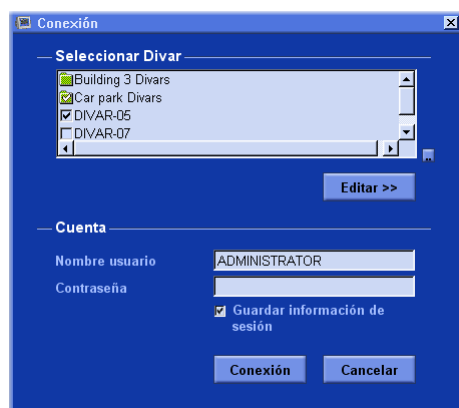 Conexión
Seleccionar Divar
Building 3 Divars
Car park Divars
DIVAR-05
DIVAR-07
..
Editar >>
Cuenta
Nombre usuario
ADMINISTRATOR
Contraseña
Guardar información de
sesión
Conexión
Cancelar